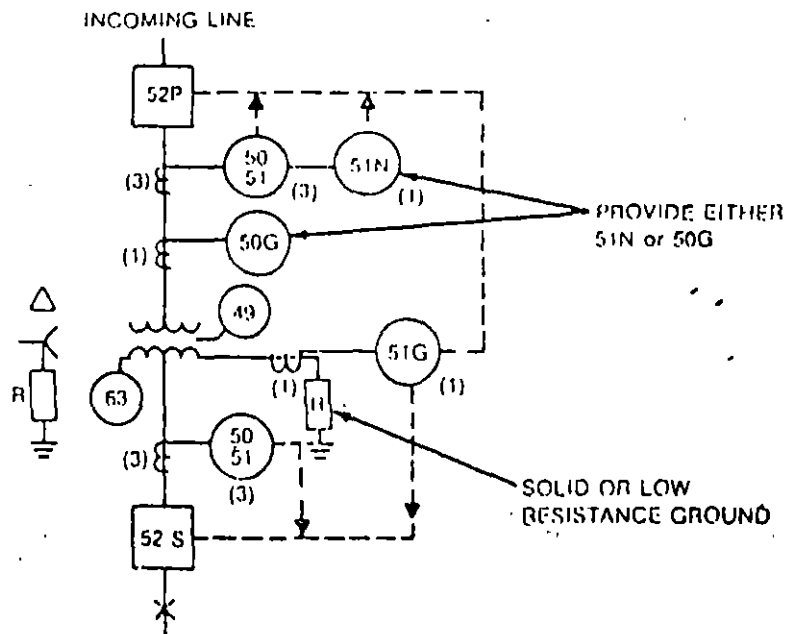 INCOMING LINE
52P
50
51
(3)
51N
(1)
(3)
50G
(1)
PROVIDE EITHER
51N or 50G
49
R
63
(1)
R
51G
(1)
50
51
(3)
(3)
SOLID OR LOW
RESISTANCE GROUND
52 S